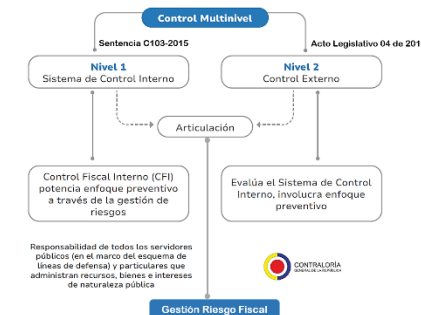 Control Multinivel
Sentencia C103-2015
Acto Legislativo 04 de 201
Nivel 1
Sistema de Control Interno
Nivel 2
Control Externo
Articulación
Control Fiscal Interno (CFI)
potencia enfoque preventivo
a través de la gestión de
riesgos
Evalúa el Sistema de Control
Interno, involucra enfoque
preventivo
Responsabilidad de todos los servidores
públicos (en el marco del esquema de
líneas de defensa) y particulares que
administran recursos, bienes e intereses
de naturaleza pública
CONTRALORÍA
GENERAL DE LA REPÚBLICA
Gestión Riesgo Fiscal